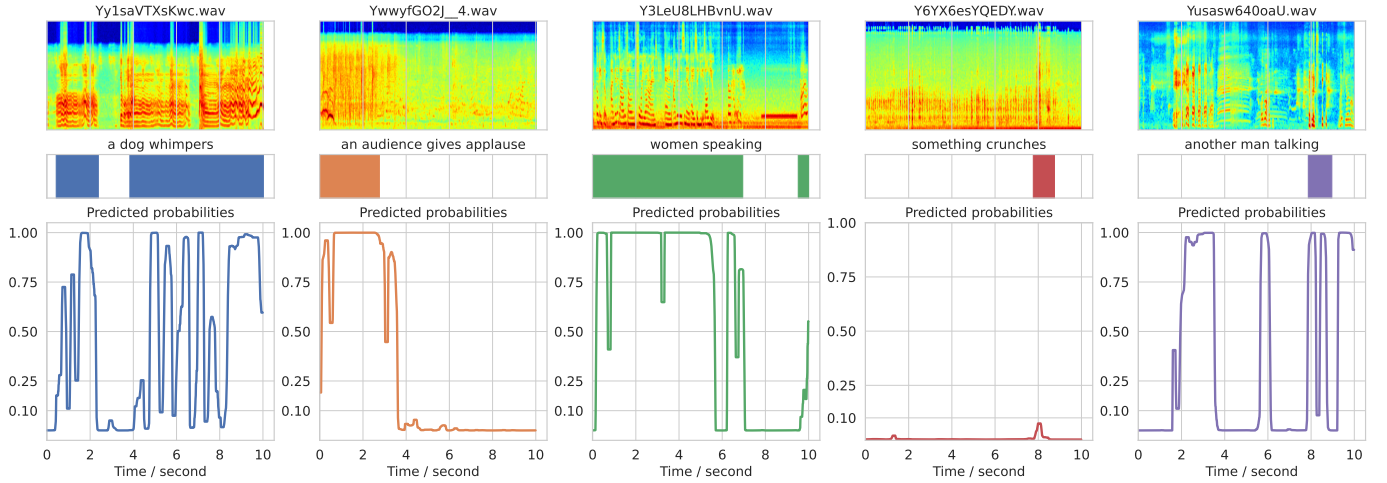 Yy1saVTXsKwc.wav
YwwyfGO2J__4.wav
Y3LeU8LHBvnU.wav
Y6YX6esYQEDY.wav
Yusasw640oaU.wav
a dog whimpers
an audience gives applause
women speaking
something crunches
another man talking
Predicted probabilities
Predicted probabilities
Predicted probabilities
Predicted probabilities
Predicted probabilities
1.00
0.75
0.50
0.25
0.10
0 2 4 6 8 10
Time / second
1.00
0.75
0.50
0.25
0.10
0 2 4 6 8 10
Time / second
1.00
0.75
0.50
0.25
0.10
0 2 4 6 8 10
Time / second
1.00
0.75
0.50
0.25
0.10
0 2 4 6 8 10
Time / second
1.00
0.75
0.50
0.25
0.10
0 2 4 6 8 10
Time / second